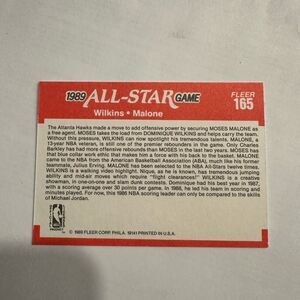 1989 ALL-STAR GAME
FLEER
165
Wilkins • Malone
The Atlanta Hawks made a move to add offensive power by securing MOSES MALONE as
a free agent. MOSES takes the load from DOMINIQUE WILKINS and helps carry the team.
Without this pressure, WILKINS can now spotlight his tremendous talents. MALONE, a
13-year NBA veteran, is still one of the premier rebounders in the game. Only Charles
Barkley has had more offensive rebounds than MOSES in the last two years. MOSES has
that blue collar work ethic that makes him a force with his back to the basket. MALONE
came to the NBA from the American Basketball Association (ABA), much like his former
teammate, Julius Erving. MALONE has been selected to the NBA All-Stars twelve times.
WILKINS is a walking video highlight. Nique, as he is known, has tremendous jumping
ability and mid-air moves which require "flight clearances!" WILKINS is a creative
showman, in one-on-one and slam dunk contests. Dominique had his best year in 1987,
with a scoring average over 30 points per game. In 1988, he led his team in scoring in
every game. For now, this 1986 NBA scoring leader can only be compared to the skills
of Michael Jordan.
© 1989 FLEER CORP. PHILA. 19141 PRINTED IN U.S.A.
NBA